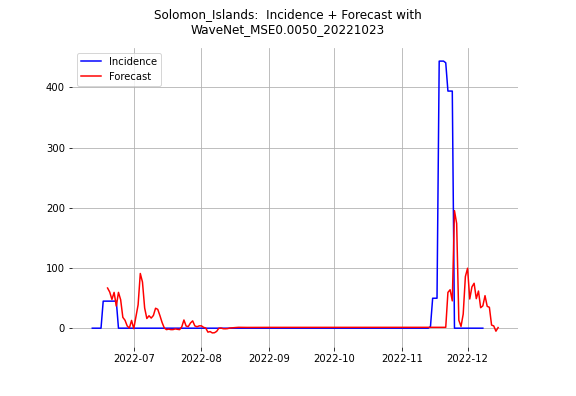 Solomon_Islands:  Incidence + Forecast with
WaveNet_MSE0.0050_20221023
Incidence
Forecast
400
300
200
100
0
2022-07 2022-08 2022-09 2022-10 2022-11 2022-12